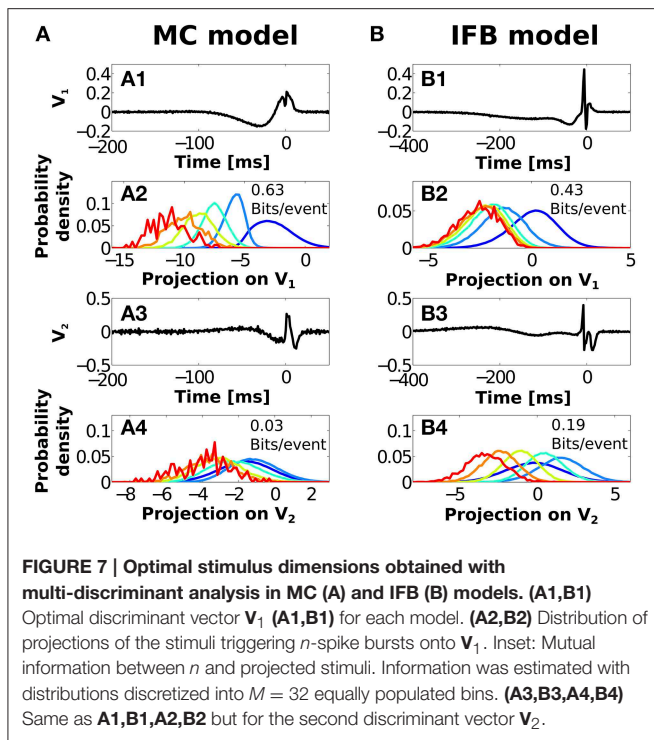 A MC model B IFB model
A1 B1
V₁
0.4
0.2
0
−0.2
0.4
0.2
0
−0.2
−200 −100 0
−400 −200 0
Time [ms] Time [ms]
A2 B2
Probability density
0.1
0.05
0
0.05
0
0.63 Bits/event
0.43 Bits/event
−15 −10 −5 0
−5 0 5
Projection on V₁ Projection on V₁
A3 B3
V₂
0.5
0
−0.5
0.5
0
−0.5
−200 −100 0
−400 −200 0
Time [ms] Time [ms]
A4 B4
Probability density
0.1
0.05
0
0.1
0.05
0
0.03 Bits/event
0.19 Bits/event
−8 −6 −4 −2 0 2
−5 0 5
Projection on V₂ Projection on V₂
FIGURE 7 | Optimal stimulus dimensions obtained with
multi-discriminant analysis in MC (A) and IFB (B) models. (A1,B1)
Optimal discriminant vector V₁ (A1,B1) for each model. (A2,B2) Distribution of
projections of the stimuli triggering n-spike bursts onto V₁. Inset: Mutual
information between n and projected stimuli. Information was estimated with
distributions discretized into M = 32 equally populated bins. (A3,B3,A4,B4)
Same as A1,B1,A2,B2 but for the second discriminant vector V₂.